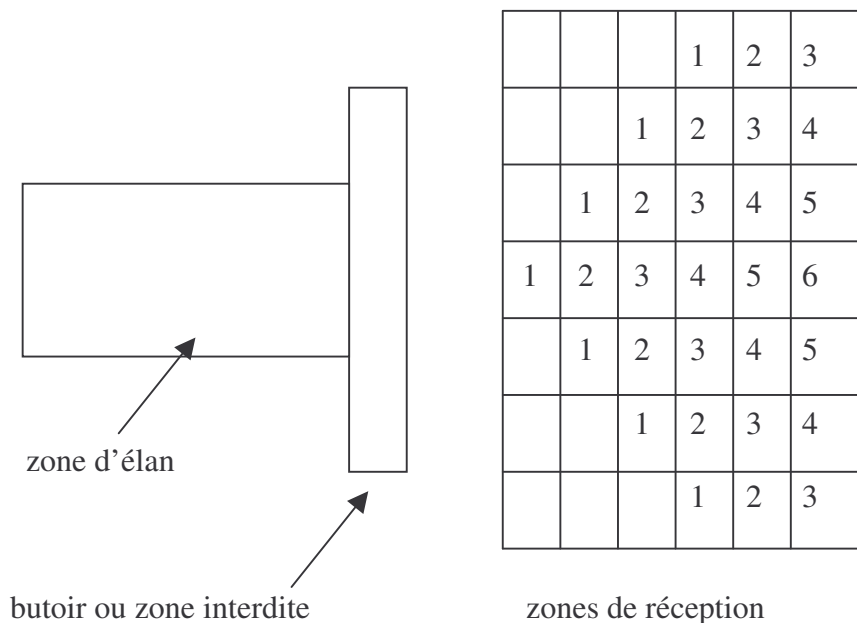 1 2 3
1 2 3 4
1 2 3 4 5
1 2 3 4 5 6
1 2 3 4 5
1 2 3 4
1 2 3
zone d'élan
butoir ou zone interdite
zones de réception